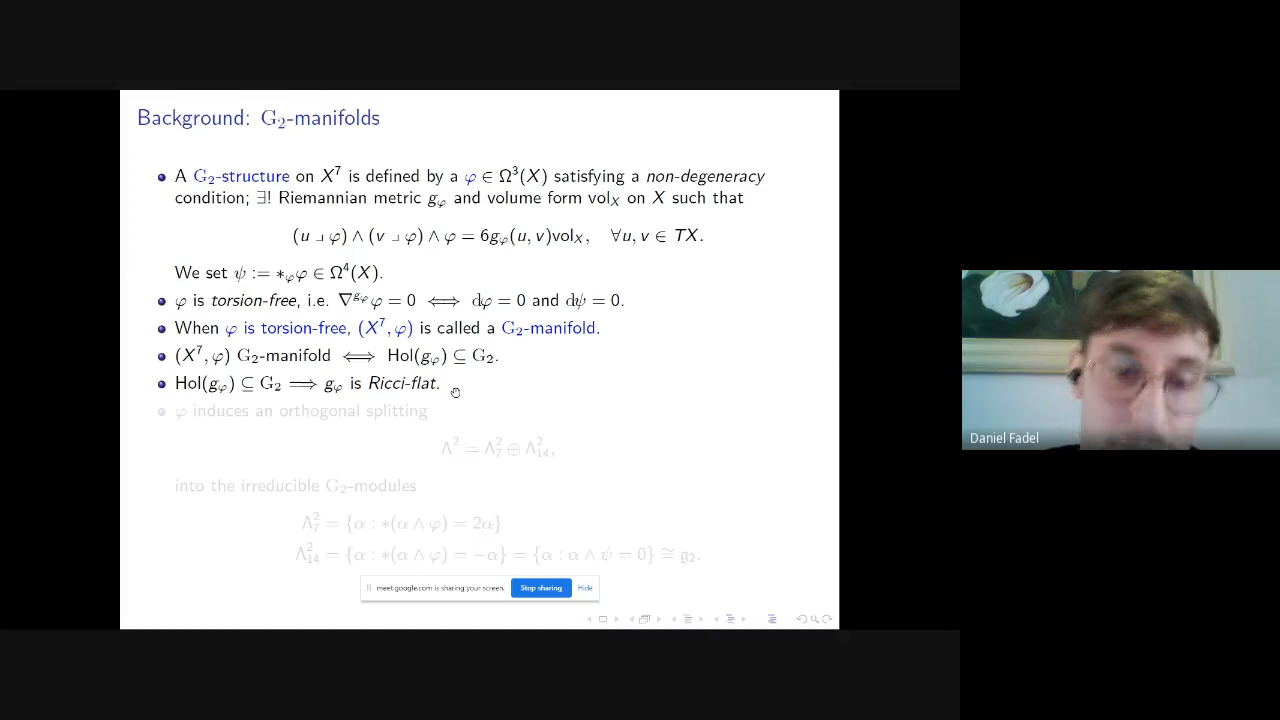 Background: G₂-manifolds
A G₂-structure on X⁷ is defined by a φ ∈ Ω³(X) satisfying a non-degeneracy
condition; ∃! Riemannian metric g_φ and volume form vol_X on X such that
(u ⌟ φ) ∧ (v ⌟ φ) ∧ φ = 6g_φ(u, v)vol_X, ∀u, v ∈ TX.
We set ψ := *_φφ ∈ Ω⁴(X).
φ is torsion-free, i.e. ∇^{g_φ}φ = 0 ⟺ dφ = 0 and dψ = 0.
When φ is torsion-free, (X⁷, φ) is called a G₂-manifold.
(X⁷, φ) G₂-manifold ⟺ Hol(g_φ) ⊆ G₂.
Hol(g_φ) ⊆ G₂ ⟹ g_φ is Ricci-flat.
φ induces an orthogonal splitting
Λ² = Λ²₇ ⊕ Λ²₁₄,
into the irreducible G₂-modules
Λ²₇ = {α : *(α ∧ φ) = 2α}
Λ²₁₄ = {α : *(α ∧ φ) = −α} = {α : α ∧ ψ = 0} ≅ 𝔤₂.
meet.google.com is sharing your screen. Stop sharing Hide
Daniel Fadel